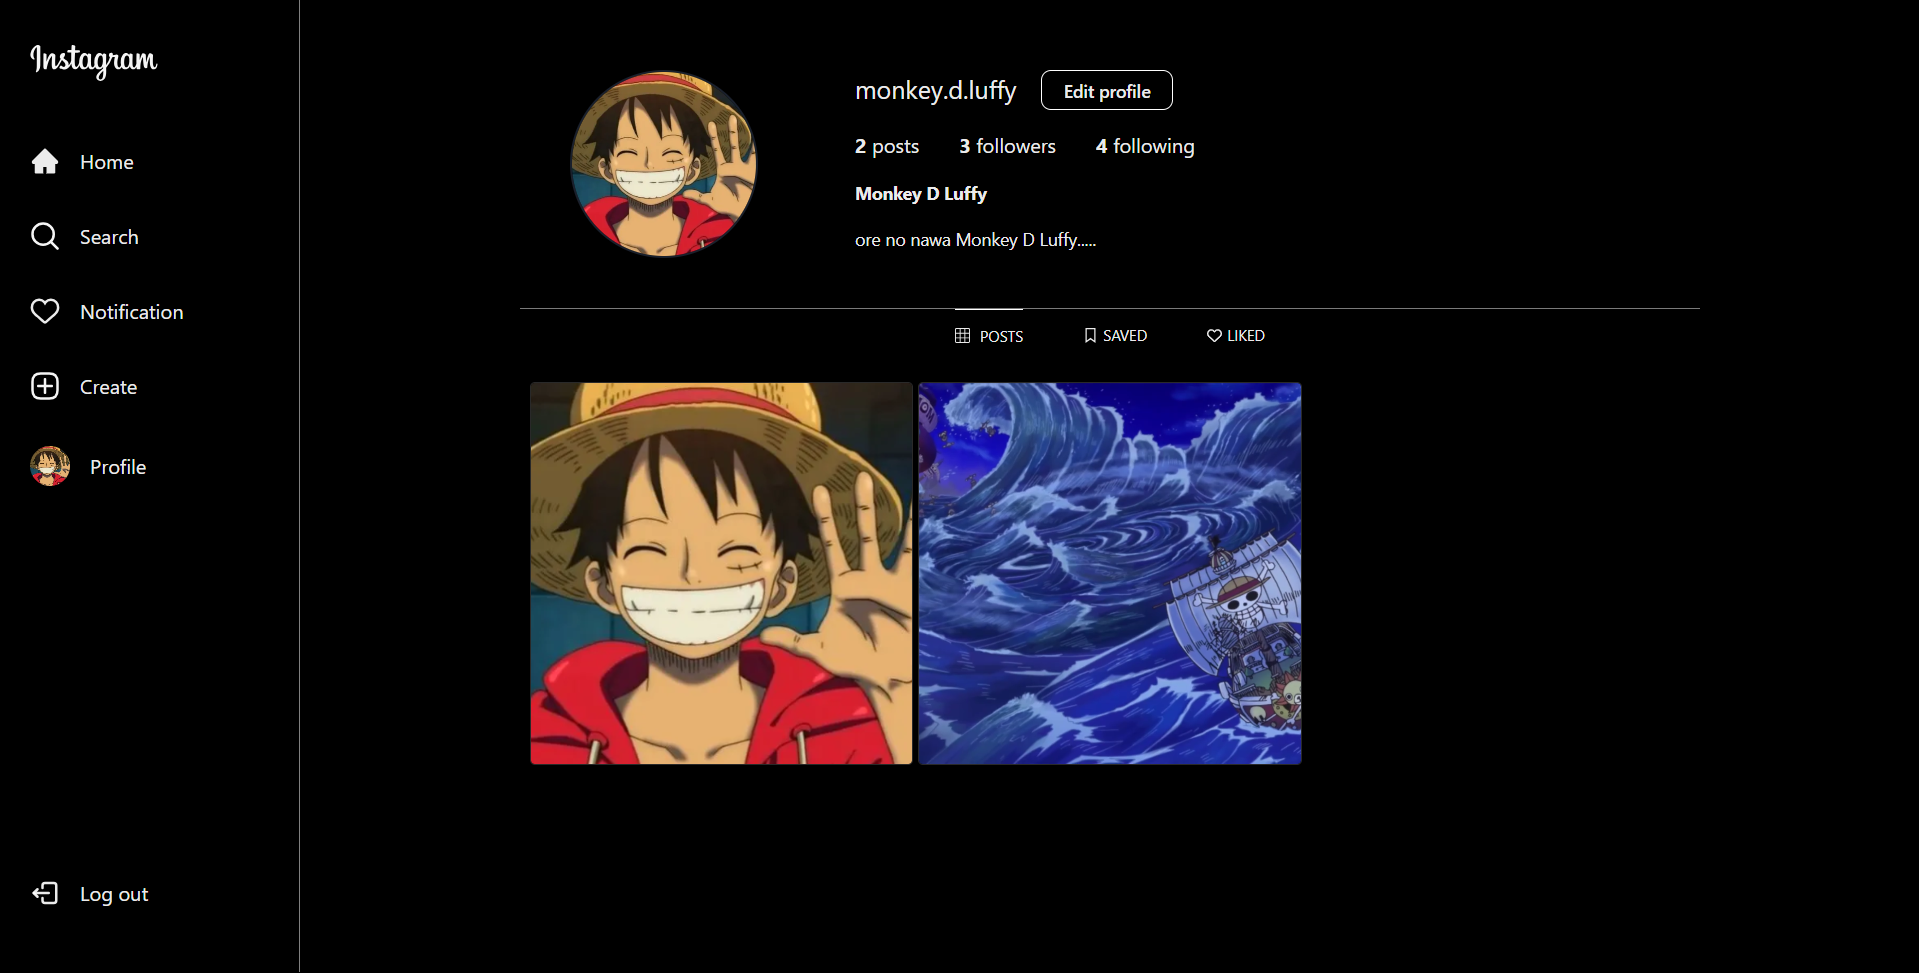 Instagram
Home
Search
Notification
Create
Profile
Log out
monkey.d.luffy
Edit profile
2 posts 3 followers 4 following
Monkey D Luffy
ore no nawa Monkey D Luffy.....
POSTS SAVED LIKED